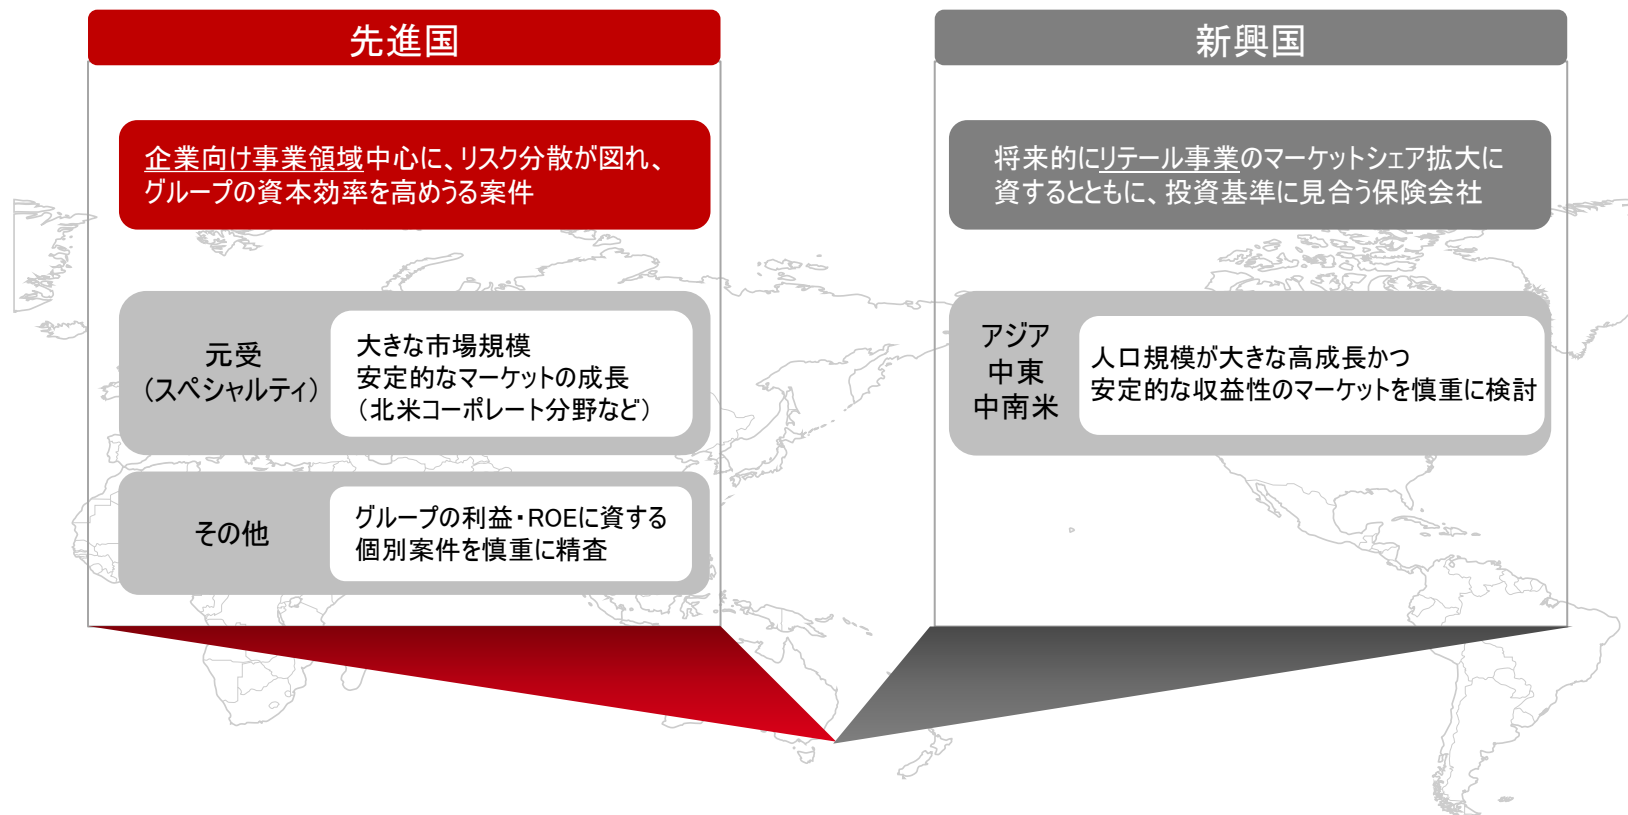 先進国
企業向け事業領域中心に、リスク分散が図れ、
グループの資本効率を高めうる案件
元受
（スペシャルティ）
大きな市場規模
安定的なマーケットの成長
（北米コーポレート分野など）
その他
グループの利益・ROEに資する
個別案件を慎重に精査
新興国
将来的にリテール事業のマーケットシェア拡大に
資するとともに、投資基準に見合う保険会社
アジア
中東
中南米
人口規模が大きな高成長かつ
安定的な収益性のマーケットを慎重に検討